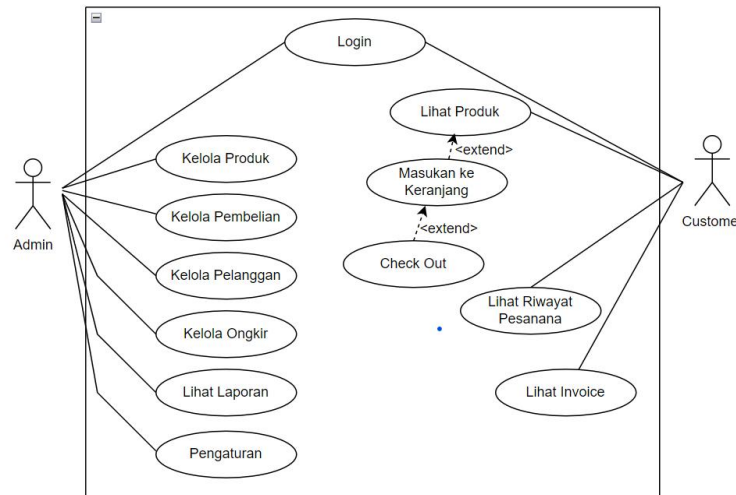 Login
Lihat Produk
<extend>
Kelola Produk
Masukan ke
Keranjang
Kelola Pembelian
<extend>
Admin
Custome
Kelola Pelanggan
Check Out
Lihat Riwayat
Pesanana
Kelola Ongkir
Lihat Laporan
Lihat Invoice
Pengaturan